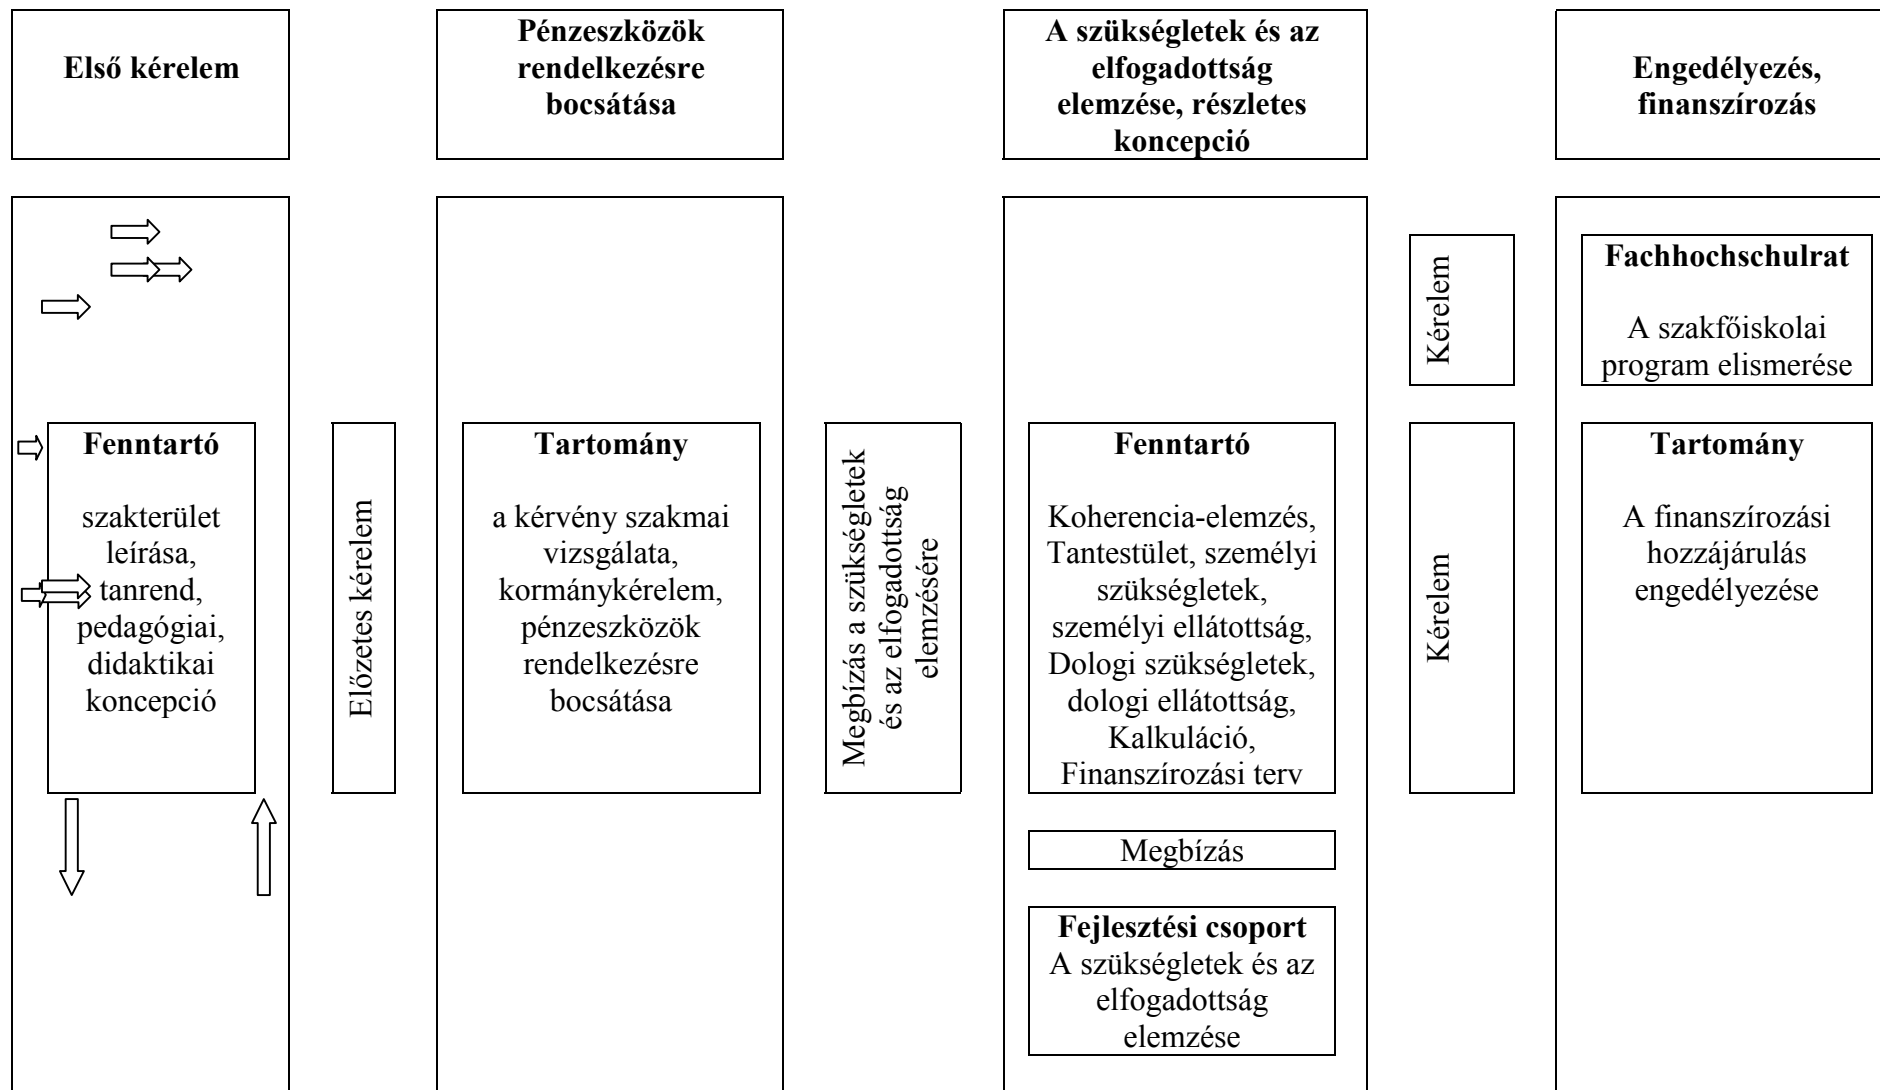 Első kérelem
Pénzeszközök
rendelkezésre
bocsátása
A szükségletek és az
elfogadottság
elemzése, részletes
koncepció
Engedélyezés,
finanszírozás
Fenntartó
szakterület
leírása,
tanrend,
pedagógiai,
didaktikai
koncepció
Előzetes kérelem
Tartomány
a kérvény szakmai
vizsgálata,
kormánykérelem,
pénzeszközök
rendelkezésre
bocsátása
Megbízás a szükségletek
és az elfogadottság
elemzésére
Fenntartó
Koherencia-elemzés,
Tantestület, személyi
szükségletek,
személyi ellátottság,
Dologi szükségletek,
dologi ellátottság,
Kalkuláció,
Finanszírozási terv
Megbízás
Fejlesztési csoport
A szükségletek és az
elfogadottság
elemzése
Kérelem
Kérelem
Fachhochschulrat
A szakfőiskolai
program elismerése
Tartomány
A finanszírozási
hozzájárulás
engedélyezése